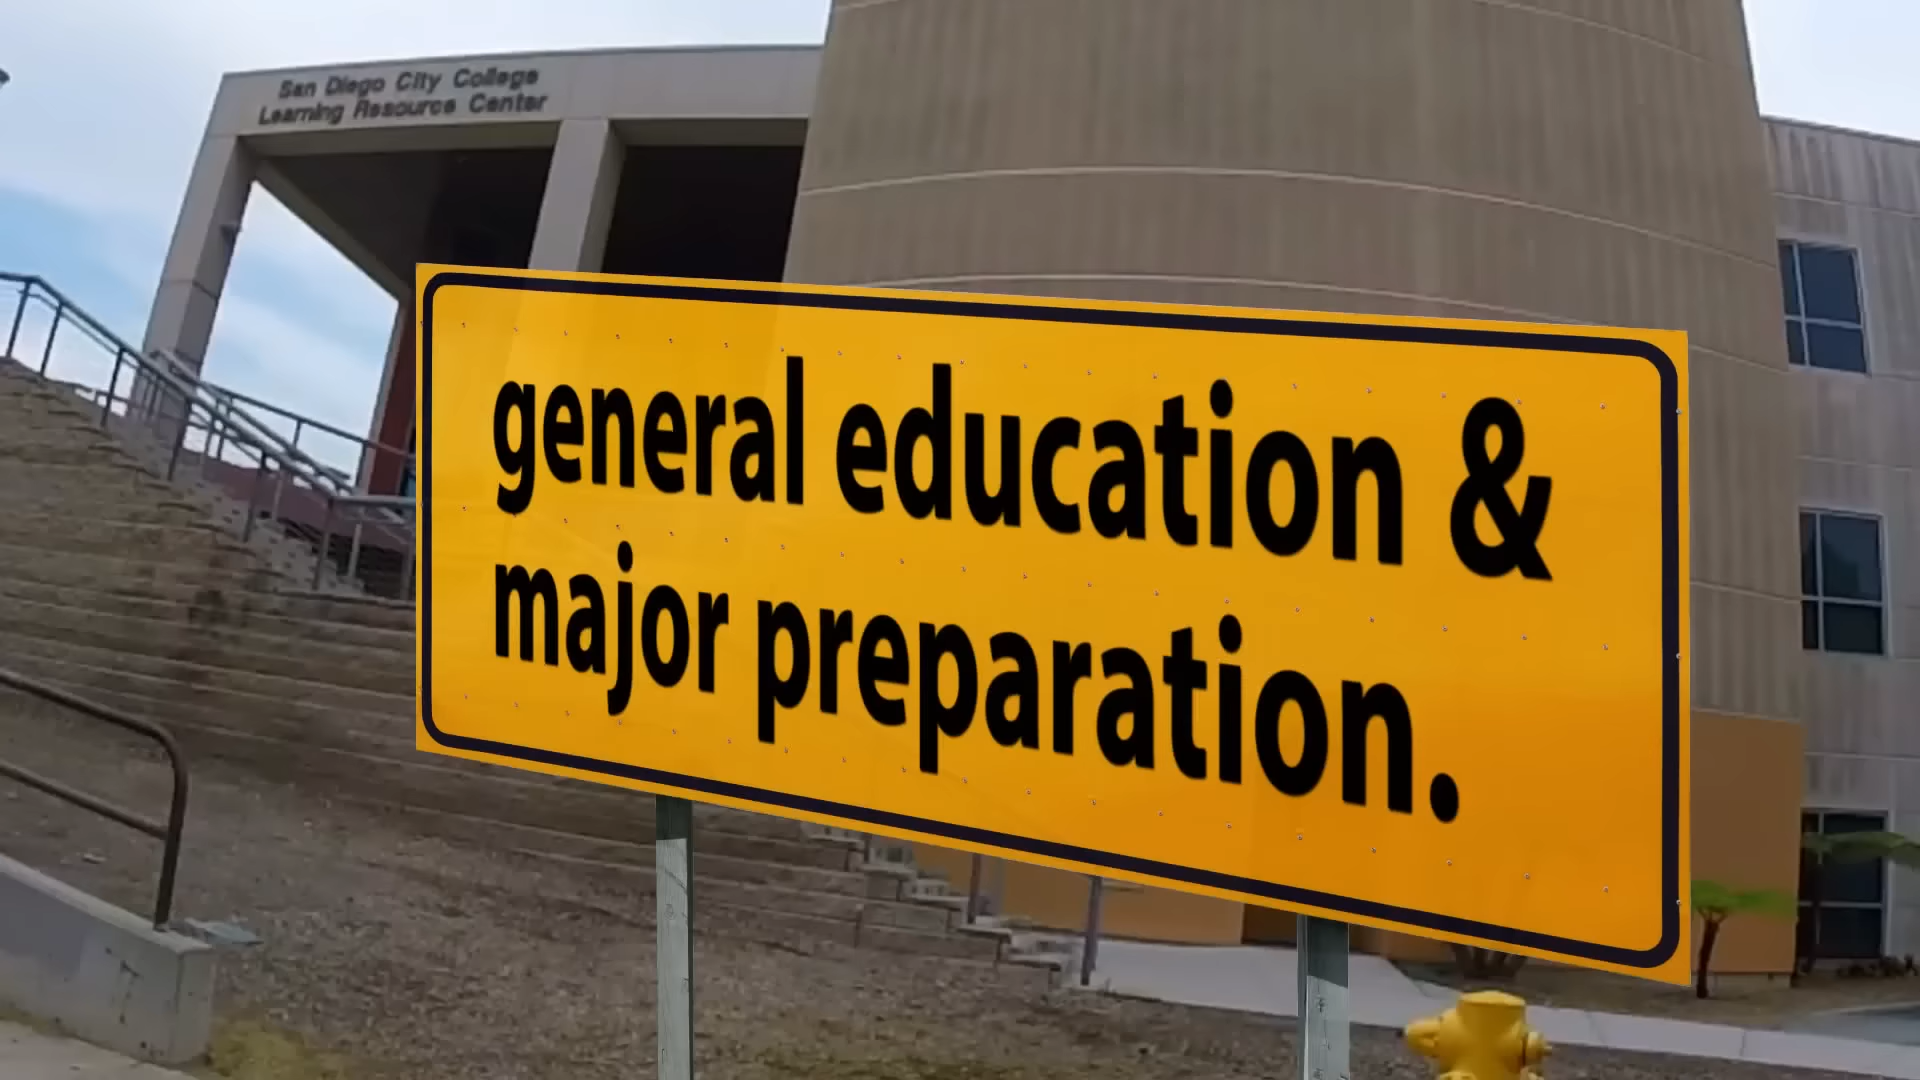 San Diego City College
Learning Resource Center
general education &
major preparation.